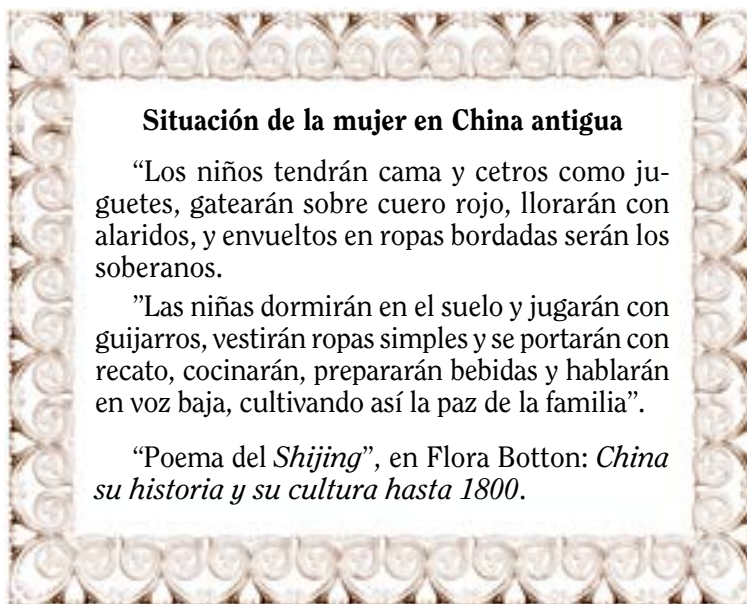 Situación de la mujer en China antigua
“Los niños tendrán cama y cetros como ju-
guetes, gatearán sobre cuero rojo, llorarán con
alaridos, y envueltos en ropas bordadas serán los
soberanos.
”Las niñas dormirán en el suelo y jugarán con
guijarros, vestirán ropas simples y se portarán con
recato, cocinarán, prepararán bebidas y hablarán
en voz baja, cultivando así la paz de la familia”.
“Poema del Shijing”, en Flora Botton: China
su historia y su cultura hasta 1800.